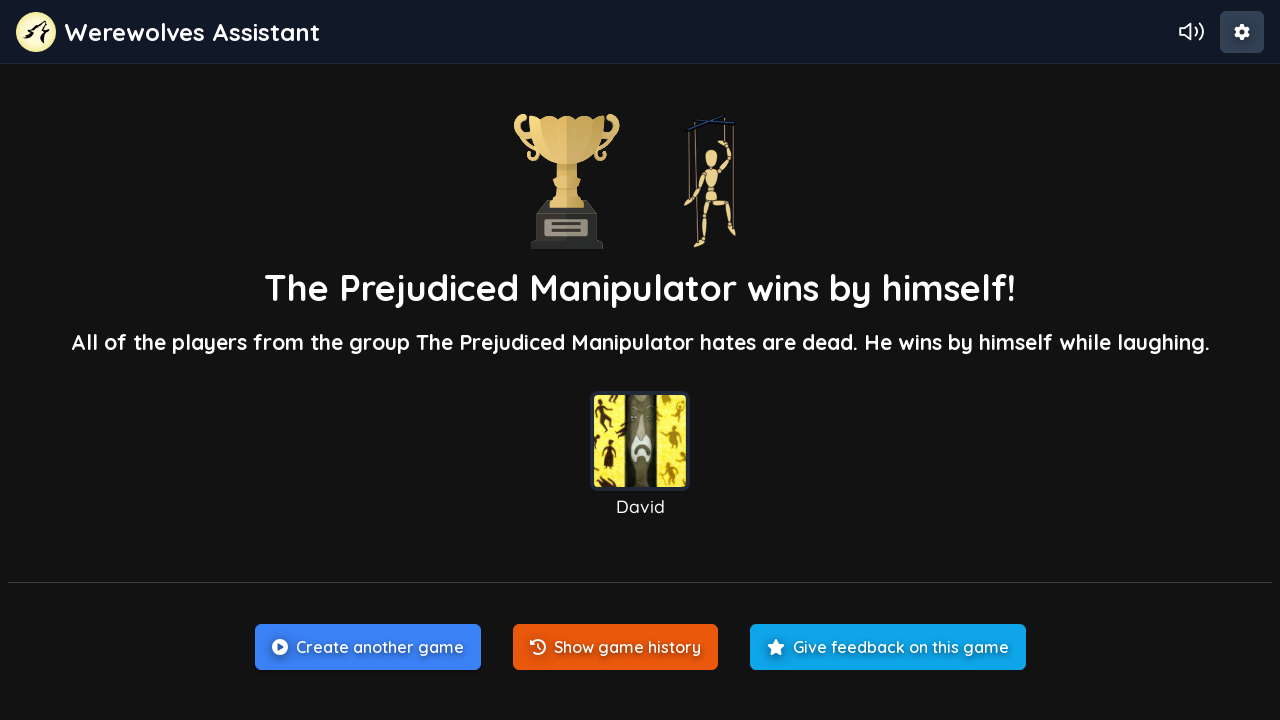 Werewolves Assistant
The Prejudiced Manipulator wins by himself!
All of the players from the group The Prejudiced Manipulator hates are dead. He wins by himself while laughing.
David
Create another game
Show game history
Give feedback on this game